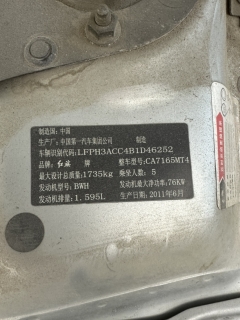 制造国：中国
生产厂：中国第一汽车集团公司 制造
车辆识别代码：LFPH3ACC4B1D46252
品牌：红旗 牌 整车型号：CA7165MT4
最大设计总质量：1735kg 乘坐人数：5
发动机型号：BWH 发动机最大净功率：76KW
发动机排量：1.595L 生产日期：2011年6月